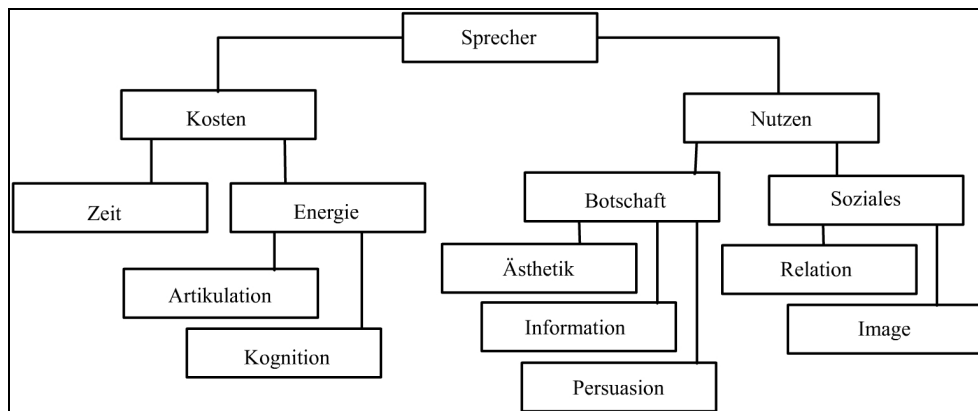 Sprecher
Kosten
Nutzen
Zeit
Energie
Botschaft
Soziales
Artikulation
Ästhetik
Relation
Kognition
Information
Image
Persuasion